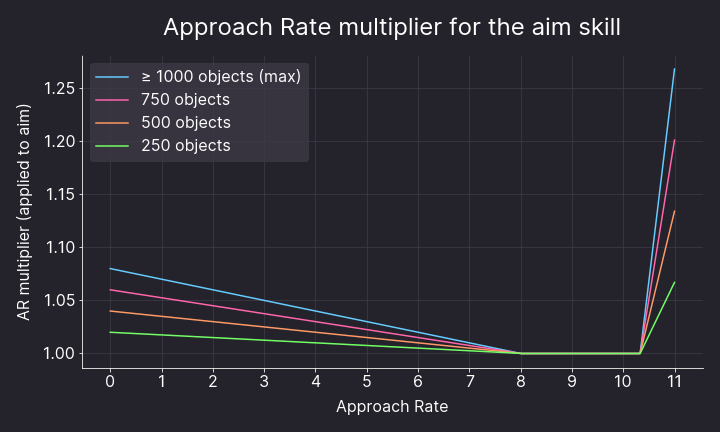 Approach Rate multiplier for the aim skill
≥ 1000 objects (max)
750 objects
500 objects
250 objects
AR multiplier (applied to aim)
1.25
1.20
1.15
1.10
1.05
1.00
0 1 2 3 4 5 6 7 8 9 10 11
Approach Rate